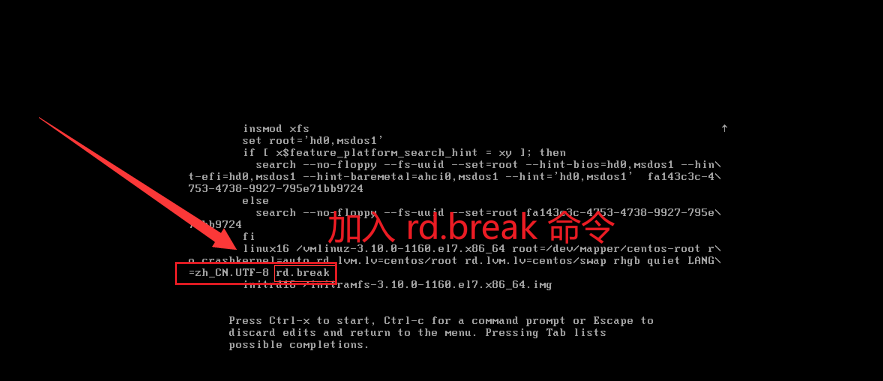 insmod xfs ↑
set root='hd0,msdos1'
if [ x$feature_platform_search_hint = xy ]; then
search --no-floppy --fs-uuid --set=root --hint-bios=hd0,msdos1 --hin\
t-efi=hd0,msdos1 --hint-baremetal=ahci0,msdos1 --hint='hd0,msdos1' fa143c3c-4\
753-4738-9927-795e71bb9724
else
search --no-floppy --fs-uuid --set=root fa143c3c-4753-4738-9927-795e\
71bb9724
加入 rd.break 命令
fi
linux16 /vmlinuz-3.10.0-1160.el7.x86_64 root=/dev/mapper/centos-root r\
o crashkernel=auto rd.lvm.lv=centos/root rd.lvm.lv=centos/swap rhgb quiet LANG\
=zh_CN.UTF-8 rd.break
initrd16 /initramfs-3.10.0-1160.el7.x86_64.img
Press Ctrl-x to start, Ctrl-c for a command prompt or Escape to
discard edits and return to the menu. Pressing Tab lists
possible completions.